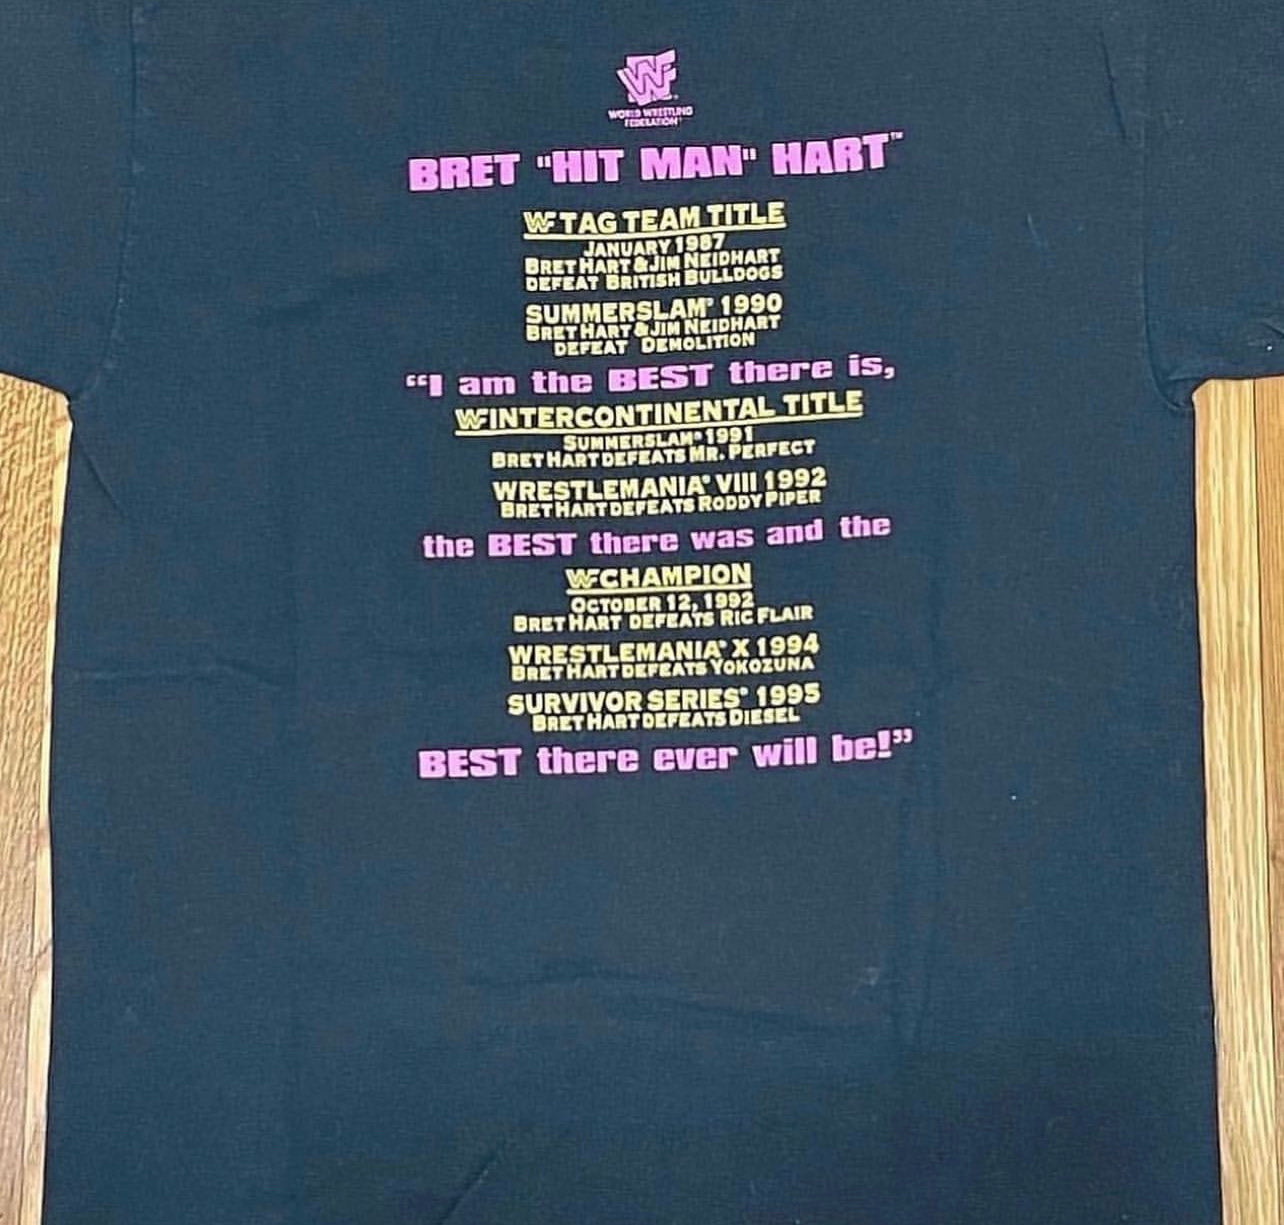 WF
WORLD WRESTLING
FEDERATION
BRET "HIT MAN" HART™
WF TAG TEAM TITLE
JANUARY 1987
BRET HART & JIM NEIDHART
DEFEAT BRITISH BULLDOGS
SUMMERSLAM® 1990
BRET HART & JIM NEIDHART
DEFEAT DEMOLITION
“I am the BEST there is,
WF INTERCONTINENTAL TITLE
SUMMERSLAM® 1991
BRET HART DEFEATS MR. PERFECT
WRESTLEMANIA® VIII 1992
BRET HART DEFEATS RODDY PIPER
the BEST there was and the
WF CHAMPION
OCTOBER 12, 1992
BRET HART DEFEATS RIC FLAIR
WRESTLEMANIA® X 1994
BRET HART DEFEATS YOKOZUNA
SURVIVOR SERIES® 1995
BRET HART DEFEATS DIESEL
BEST there ever will be!”